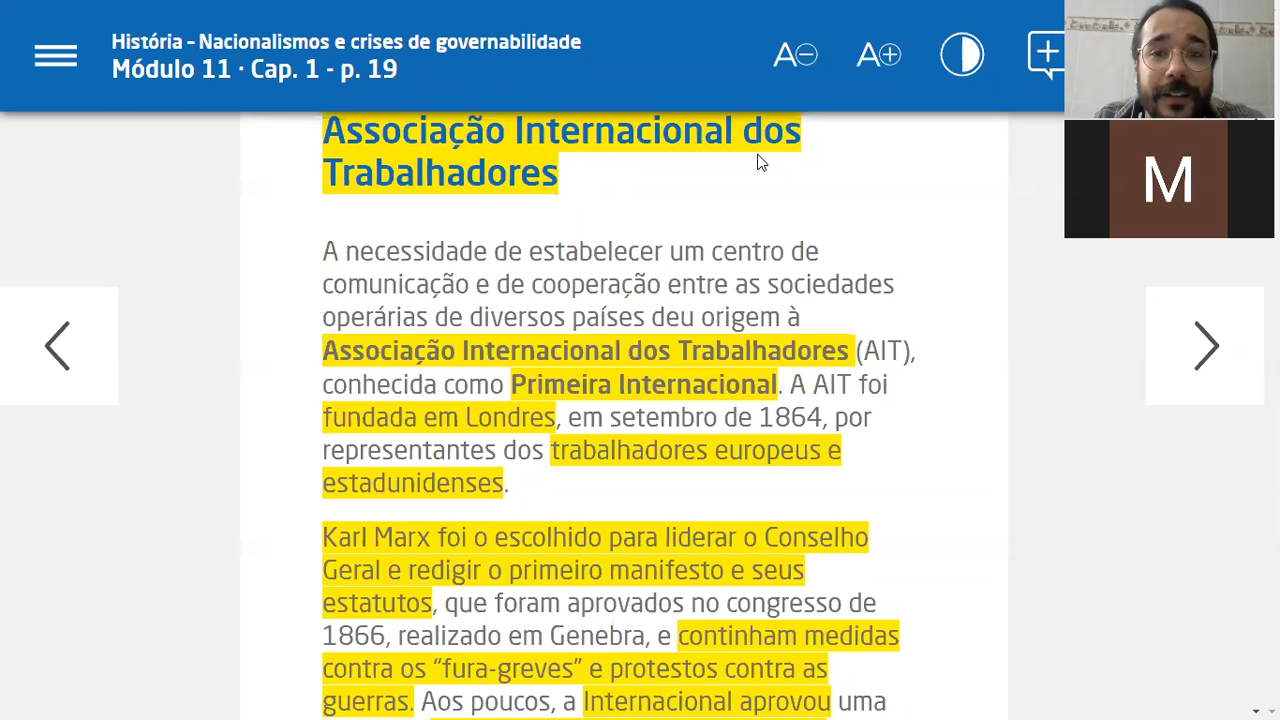 História – Nacionalismos e crises de governabilidade
Módulo 11 · Cap. 1 - p. 19
A− A+
M
Associação Internacional dos
Trabalhadores
A necessidade de estabelecer um centro de
comunicação e de cooperação entre as sociedades
operárias de diversos países deu origem à
Associação Internacional dos Trabalhadores (AIT),
conhecida como Primeira Internacional. A AIT foi
fundada em Londres, em setembro de 1864, por
representantes dos trabalhadores europeus e
estadunidenses.
Karl Marx foi o escolhido para liderar o Conselho
Geral e redigir o primeiro manifesto e seus
estatutos, que foram aprovados no congresso de
1866, realizado em Genebra, e continham medidas
contra os “fura-greves” e protestos contra as
guerras. Aos poucos, a Internacional aprovou uma